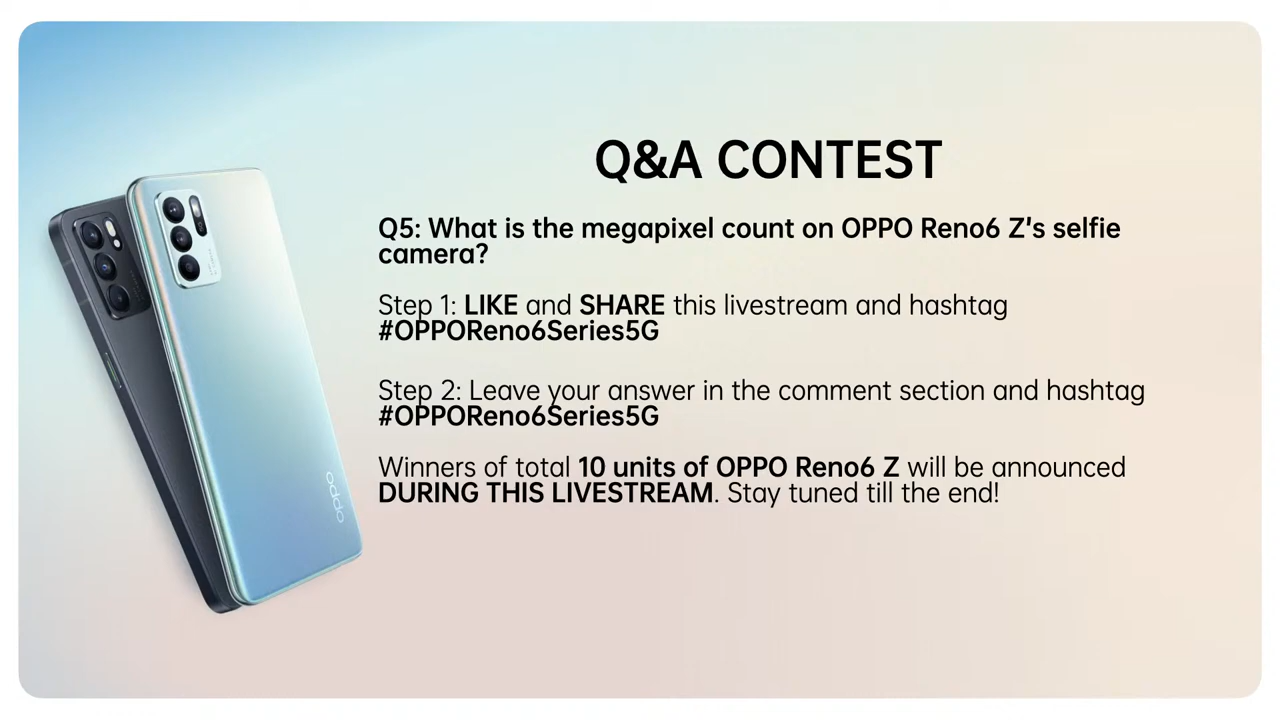 Q&A CONTEST
Q5: What is the megapixel count on OPPO Reno6 Z's selfie
camera?
Step 1: LIKE and SHARE this livestream and hashtag
#OPPOReno6Series5G
Step 2: Leave your answer in the comment section and hashtag
#OPPOReno6Series5G
Winners of total 10 units of OPPO Reno6 Z will be announced
DURING THIS LIVESTREAM. Stay tuned till the end!
oppo